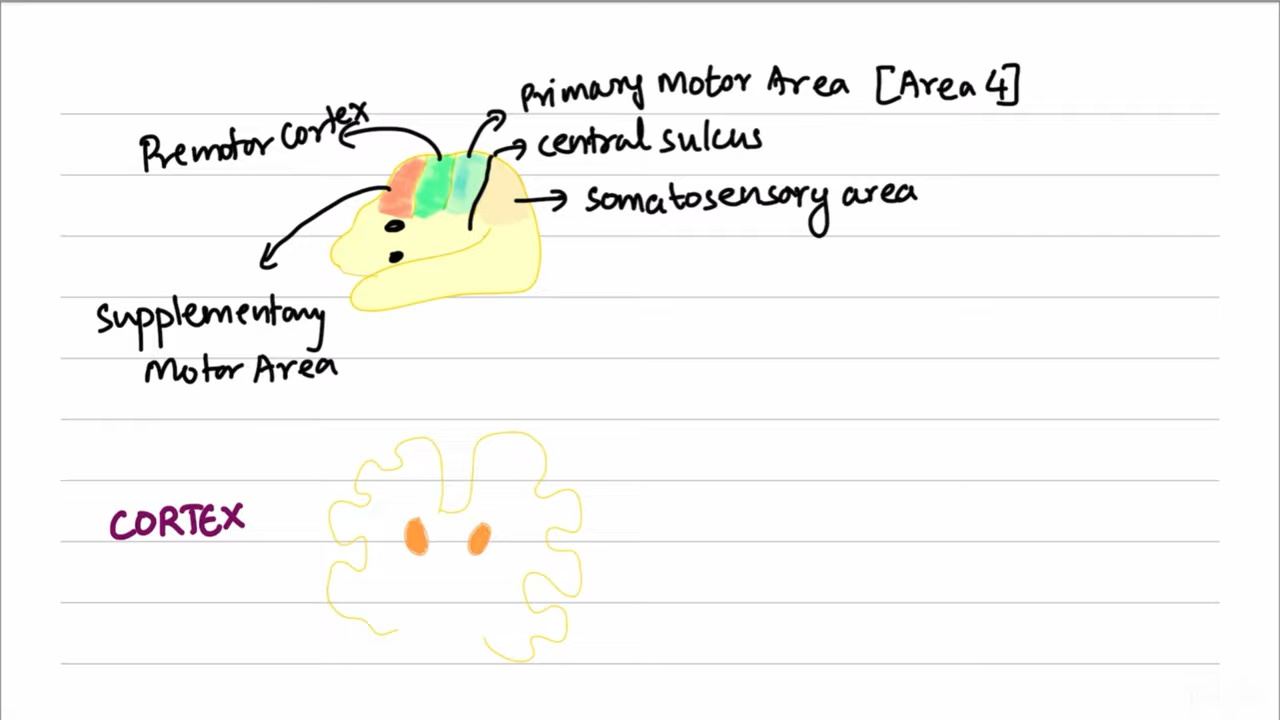 Primary Motor Area [Area 4]
Premotor cortex
central sulcus
somatosensory area
Supplementary
Motor Area
CORTEX